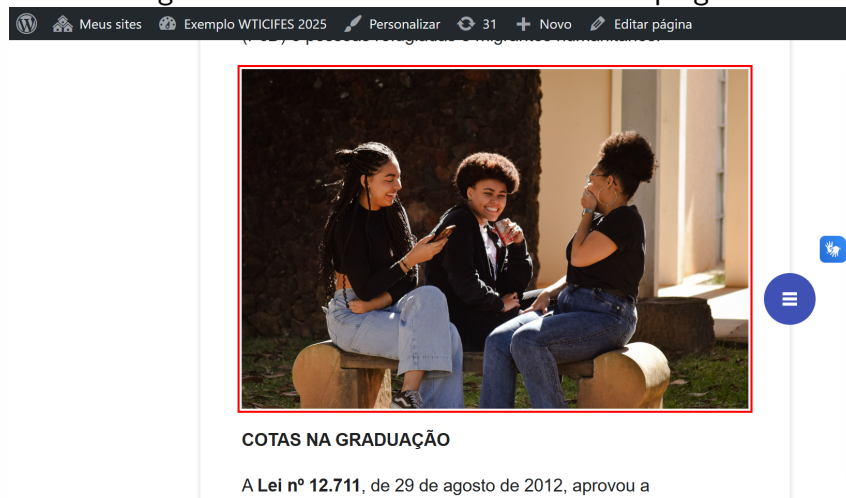 Meus sites Exemplo WTICIFES 2025 Personalizar 31 Novo Editar página
COTAS NA GRADUAÇÃO
A Lei nº 12.711, de 29 de agosto de 2012, aprovou a